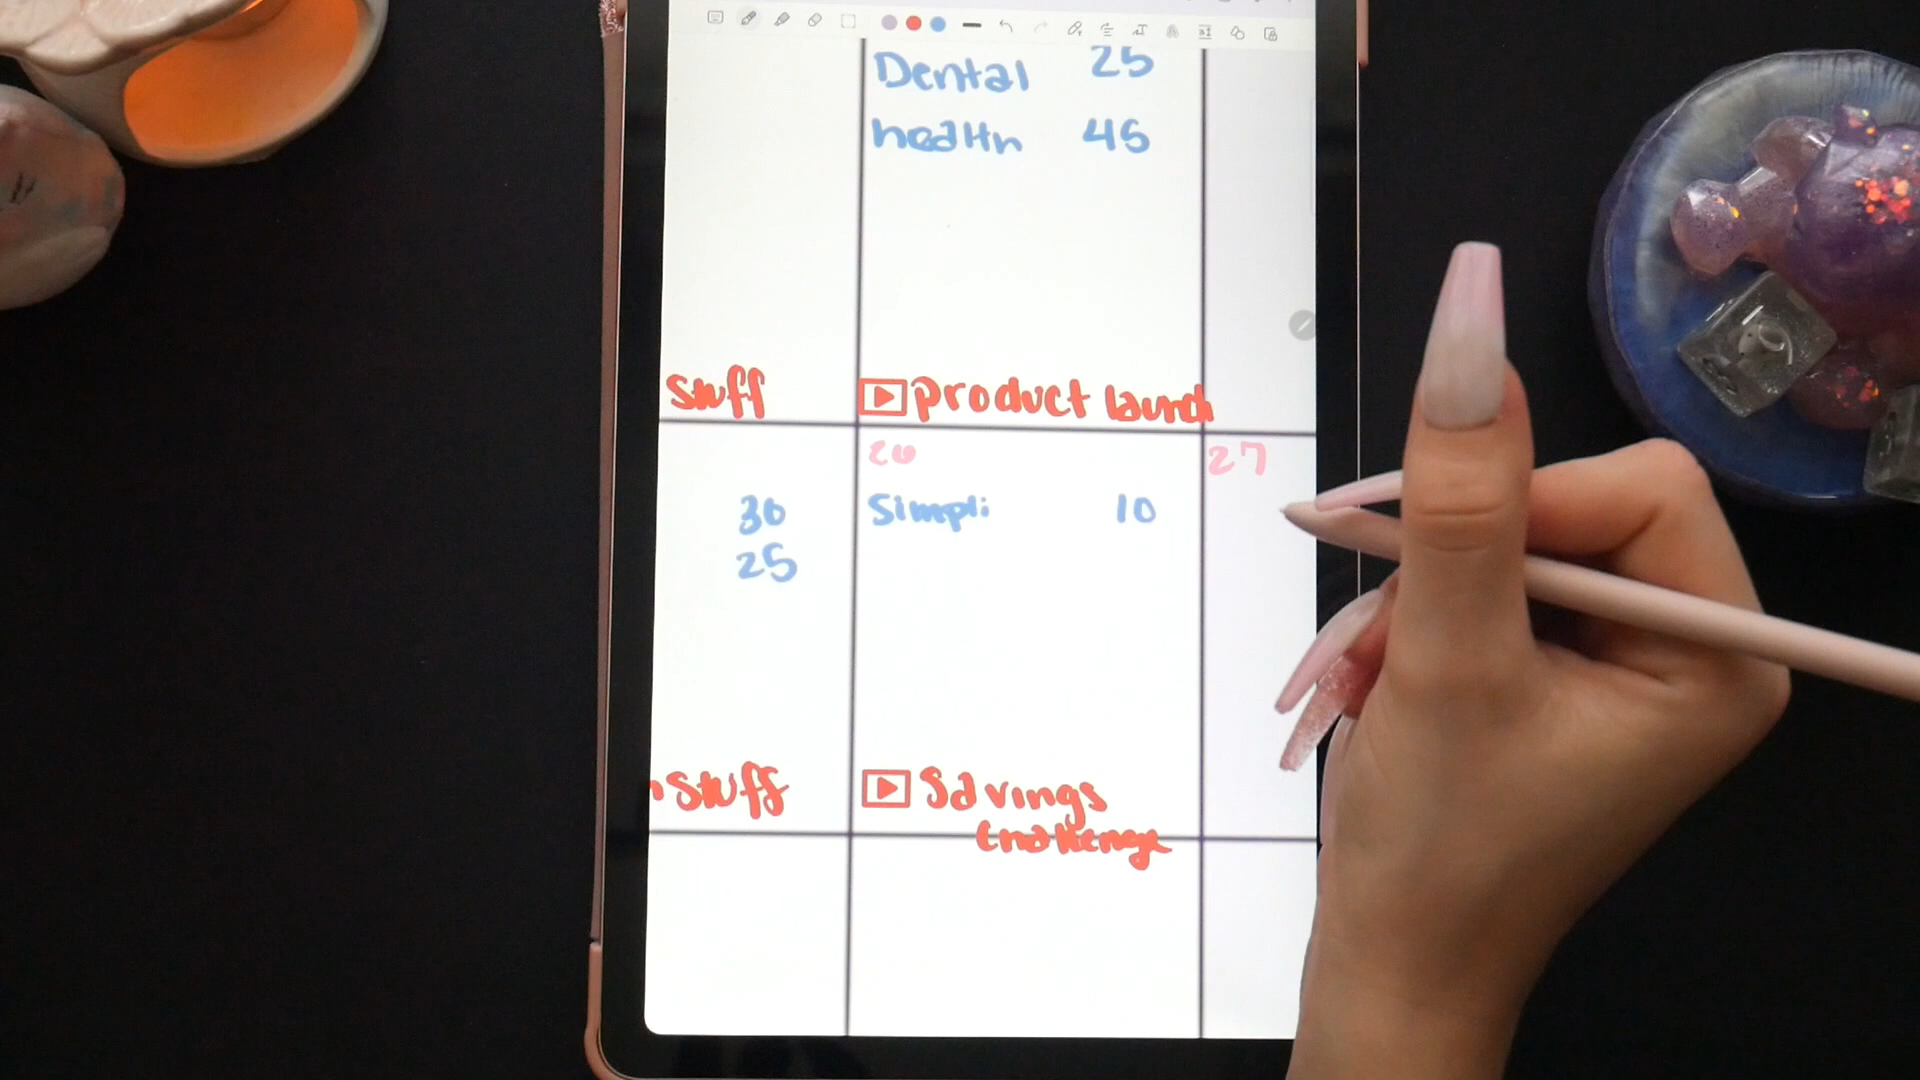 Dental 25
health 45
Stuff
product launch
26
27
30
Simpli 10
25
Stuff
Savings
Challenge